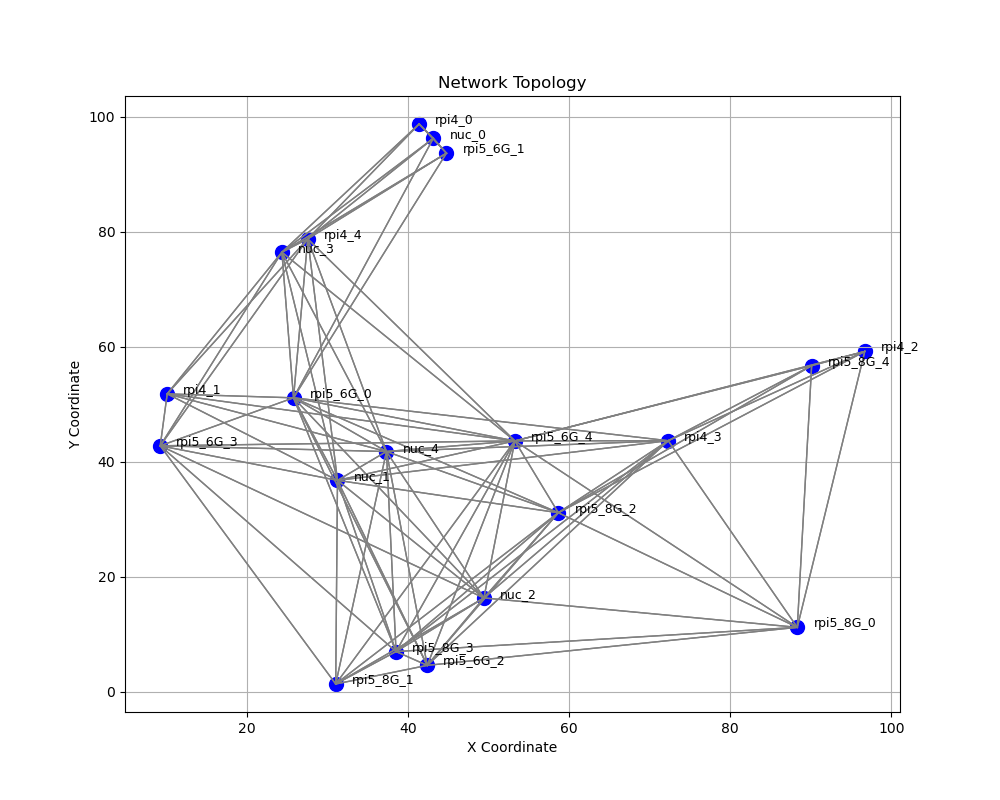 Network Topology
100
80
60
40
20
0
Y Coordinate
rpi4_0
nuc_0
rpi5_6G_1
rpi4_4
nuc_3
rpi4_2
rpi5_8G_4
rpi4_1
rpi5_6G_0
rpi5_6G_3
nuc_4
rpi5_6G_4
rpi4_3
nuc_1
rpi5_8G_2
nuc_2
rpi5_8G_0
rpi5_8G_3
rpi5_6G_2
rpi5_8G_1
20 40 60 80 100
X Coordinate